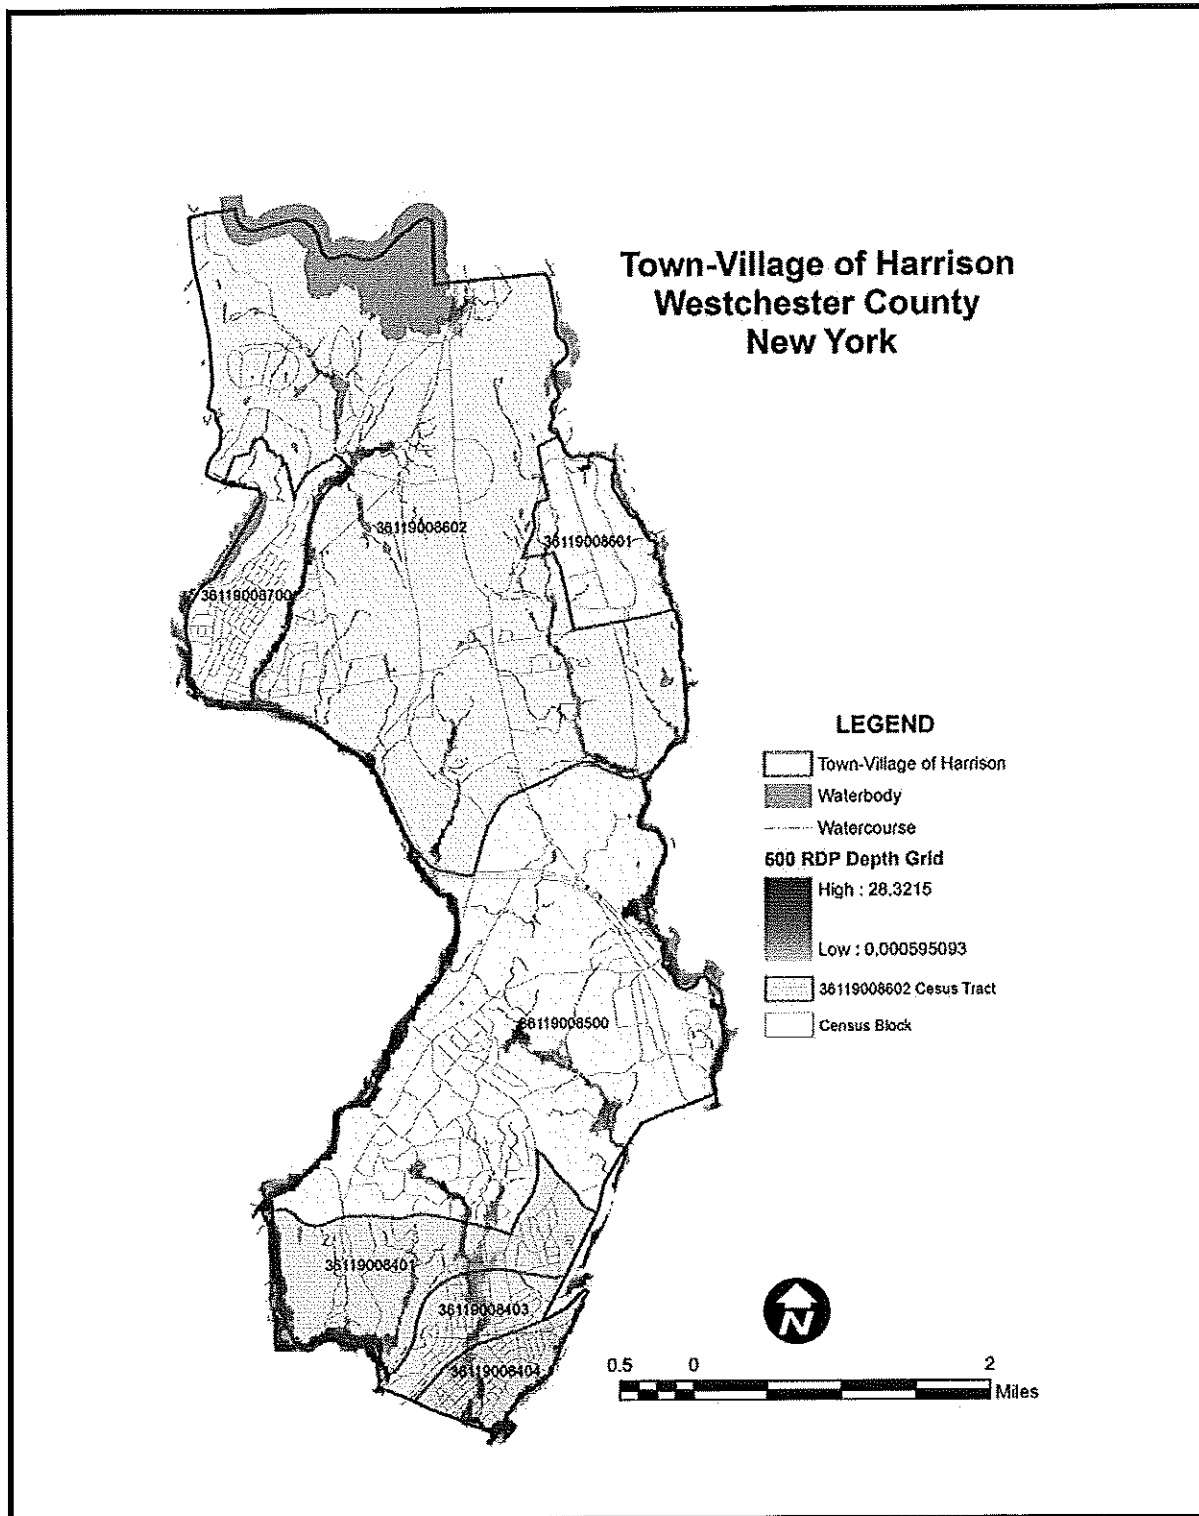 Town-Village of Harrison
Westchester County
New York
36119008602
36119008601
36119008700
LEGEND
Town-Village of Harrison
Waterbody
Watercourse
500 RDP Depth Grid
High : 28.3215
Low : 0.000595093
36119008602 Cesus Tract
Census Block
36119008500
36119008401
36119008403
36119008404
N
0.5 0 2
Miles